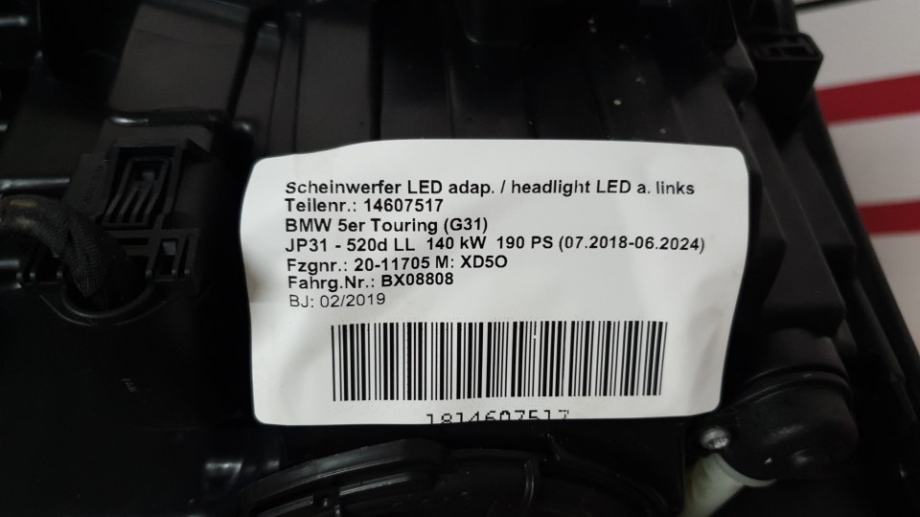 Scheinwerfer LED adap. / headlight LED a. links
Teilenr.: 14607517
BMW 5er Touring (G31)
JP31 - 520d LL 140 kW 190 PS (07.2018-06.2024)
Fzgnr.: 20-11705 M: XD5O
Fahrg.Nr.: BX08808
BJ: 02/2019
1814607517